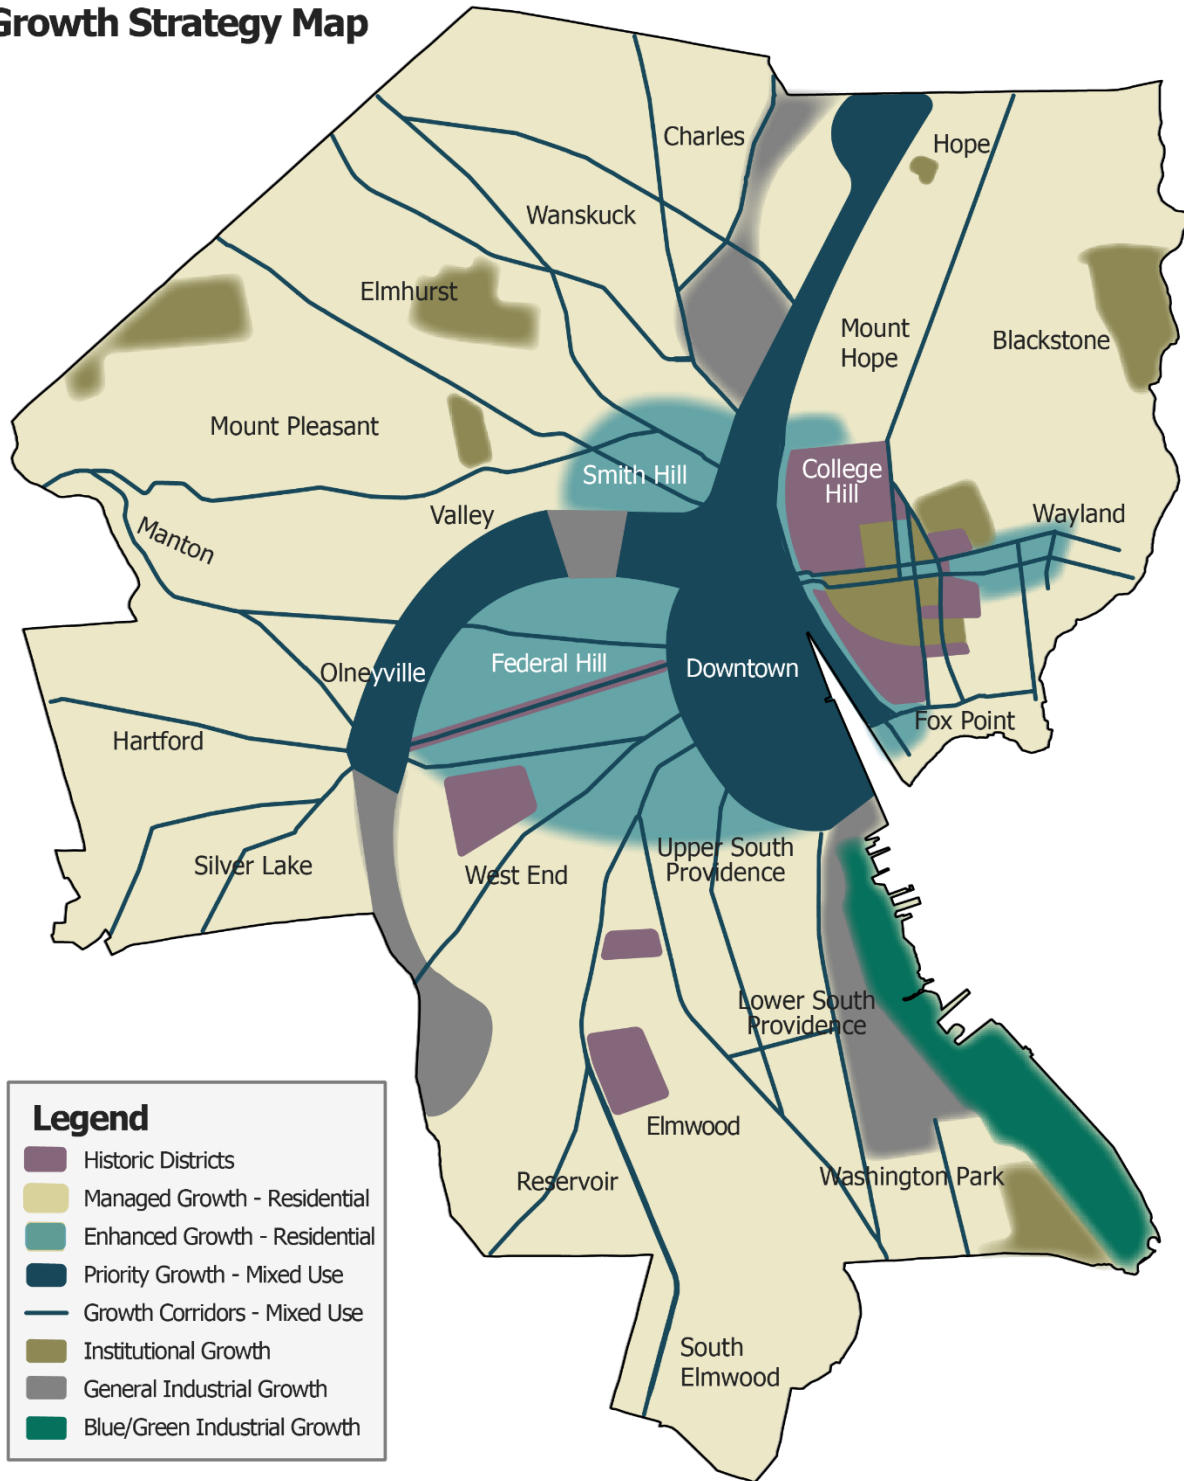 Growth Strategy Map
Charles
Hope
Wanskuck
Elmhurst
Mount
Hope
Blackstone
Mount Pleasant
Smith Hill
College
Hill
Valley
Wayland
Manton
Olneyville
Federal Hill
Downtown
Fox Point
Hartford
Silver Lake
West End
Upper South
Providence
Lower South
Providence
Elmwood
Reservoir
Washington Park
South
Elmwood
Legend
Historic Districts
Managed Growth - Residential
Enhanced Growth - Residential
Priority Growth - Mixed Use
Growth Corridors - Mixed Use
Institutional Growth
General Industrial Growth
Blue/Green Industrial Growth